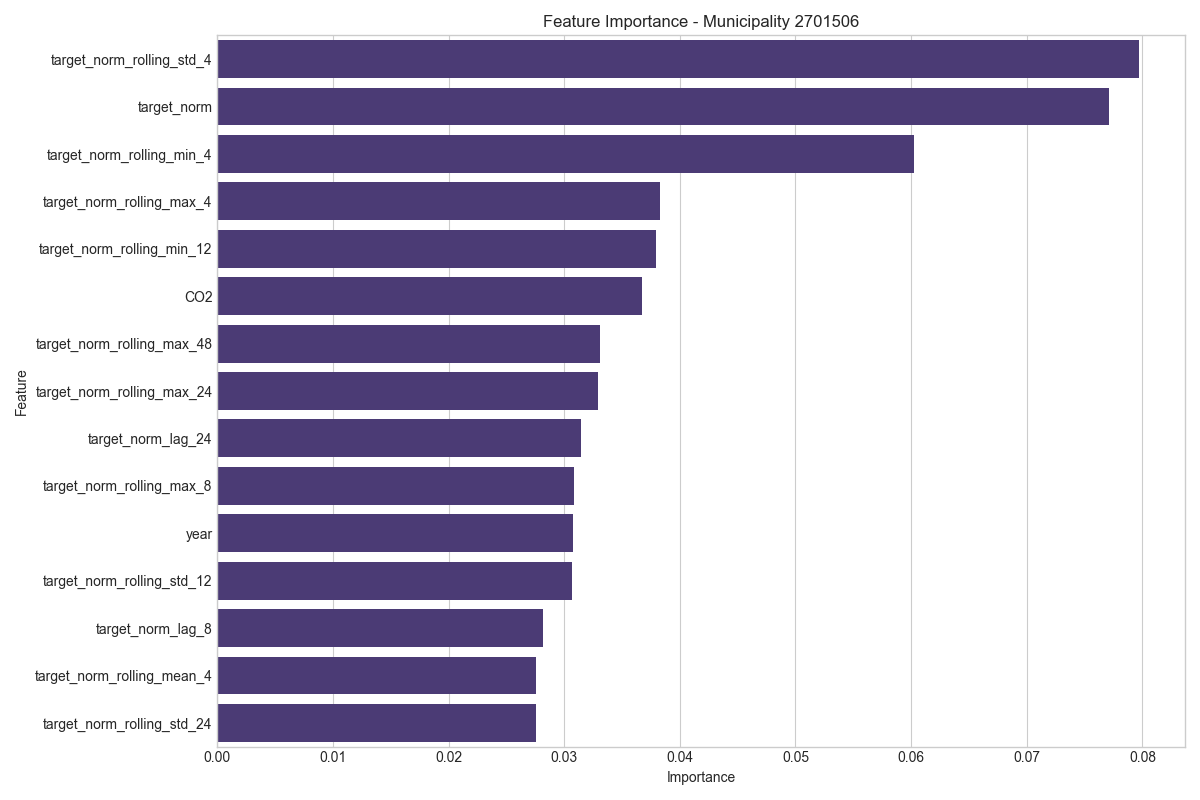 Feature Importance - Municipality 2701506
target_norm_rolling_std_4
target_norm
target_norm_rolling_min_4
target_norm_rolling_max_4
target_norm_rolling_min_12
CO2
target_norm_rolling_max_48
target_norm_rolling_max_24
target_norm_lag_24
target_norm_rolling_max_8
year
target_norm_rolling_std_12
target_norm_lag_8
target_norm_rolling_mean_4
target_norm_rolling_std_24
Feature
0.00 0.01 0.02 0.03 0.04 0.05 0.06 0.07 0.08
Importance